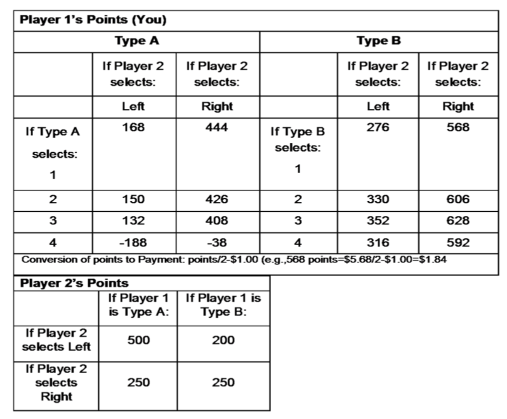 Player 1's Points (You)
Type A Type B
If Player 2 selects: If Player 2 selects: If Player 2 selects: If Player 2 selects:
Left Right Left Right
If Type A selects: 1 168 444 If Type B selects: 1 276 568
2 150 426 2 330 606
3 132 408 3 352 628
4 -188 -38 4 316 592
Conversion of points to Payment: points/2-$1.00 (e.g.,568 points=$5.68/2-$1.00=$1.84
Player 2's Points
If Player 1 is Type A: If Player 1 is Type B:
If Player 2 selects Left 500 200
If Player 2 selects Right 250 250